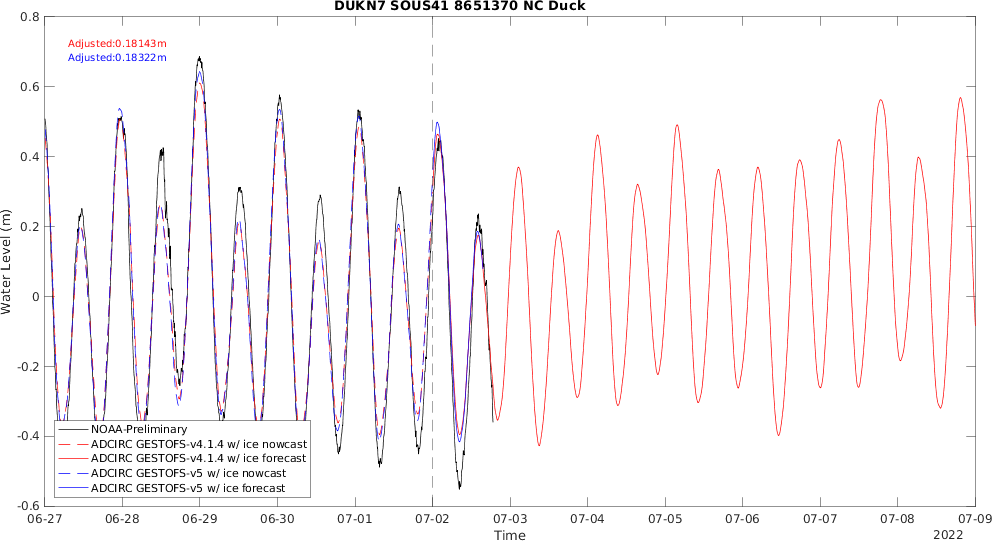 DUKN7 SOUS41 8651370 NC Duck
0.8
Adjusted:0.18143m
Adjusted:0.18322m
0.6
0.4
0.2
0
-0.2
-0.4
-0.6
Water Level (m)
NOAA-Preliminary
ADCIRC GESTOFS-v4.1.4 w/ ice nowcast
ADCIRC GESTOFS-v4.1.4 w/ ice forecast
ADCIRC GESTOFS-v5 w/ ice nowcast
ADCIRC GESTOFS-v5 w/ ice forecast
06-27 06-28 06-29 06-30 07-01 07-02 07-03 07-04 07-05 07-06 07-07 07-08 07-09
Time
2022